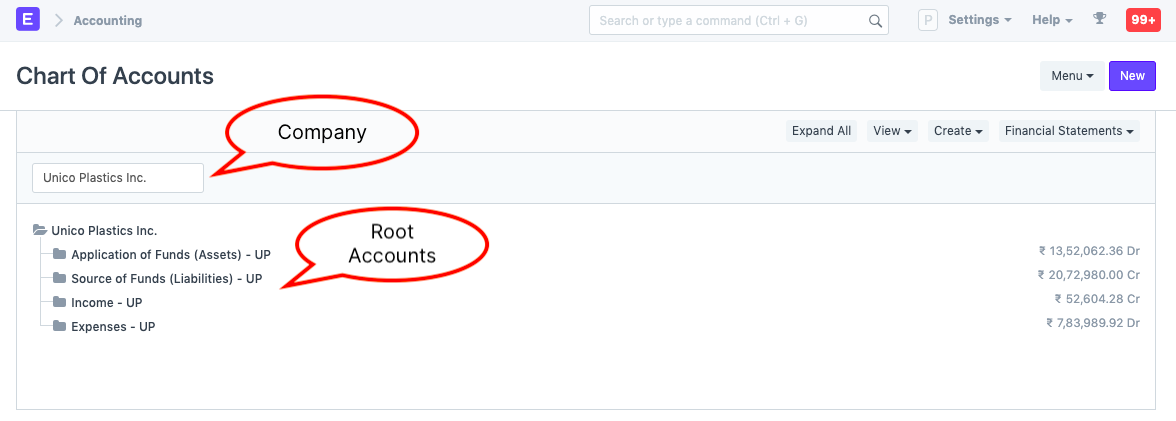 E Accounting Search or type a command (Ctrl + G) P Settings Help 99+
Chart Of Accounts Menu New
Company
Expand All View Create Financial Statements
Unico Plastics Inc.
Unico Plastics Inc.
Root
Accounts
Application of Funds (Assets) - UP ₹ 13,52,062.36 Dr
Source of Funds (Liabilities) - UP ₹ 20,72,980.00 Cr
Income - UP ₹ 52,604.28 Cr
Expenses - UP ₹ 7,83,989.92 Dr